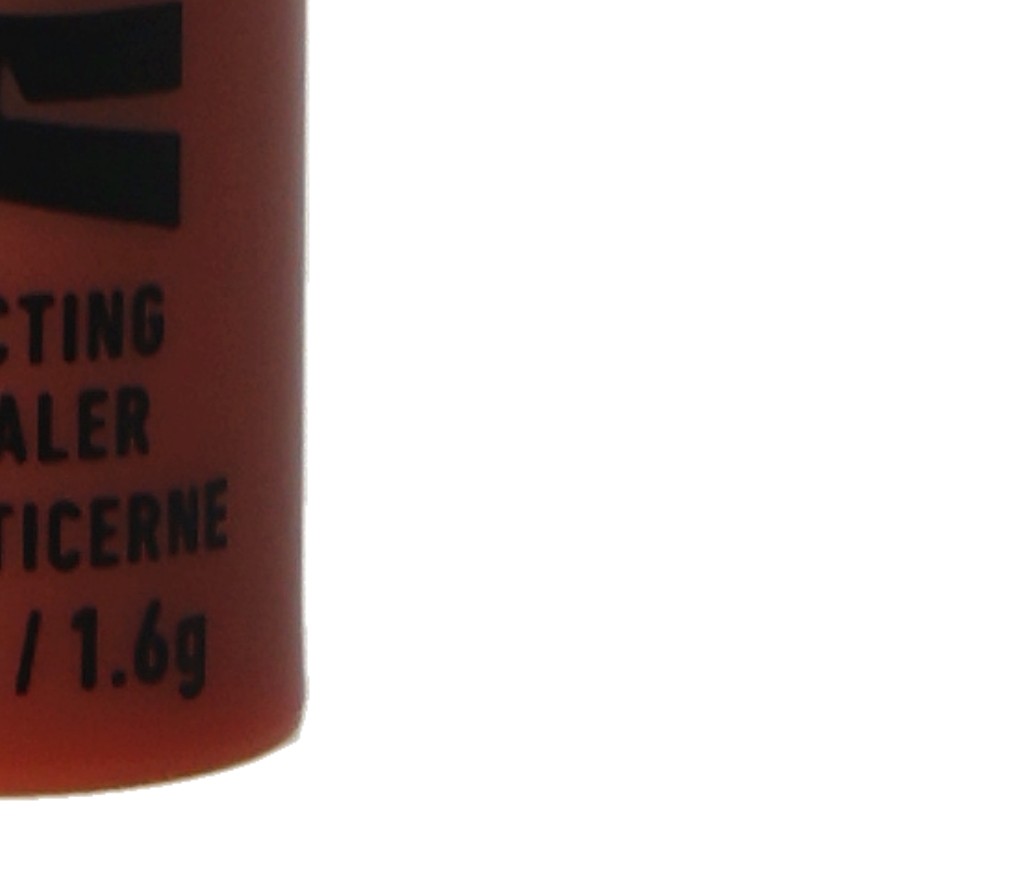 CTING
ALER
TICERNE
/ 1.6g